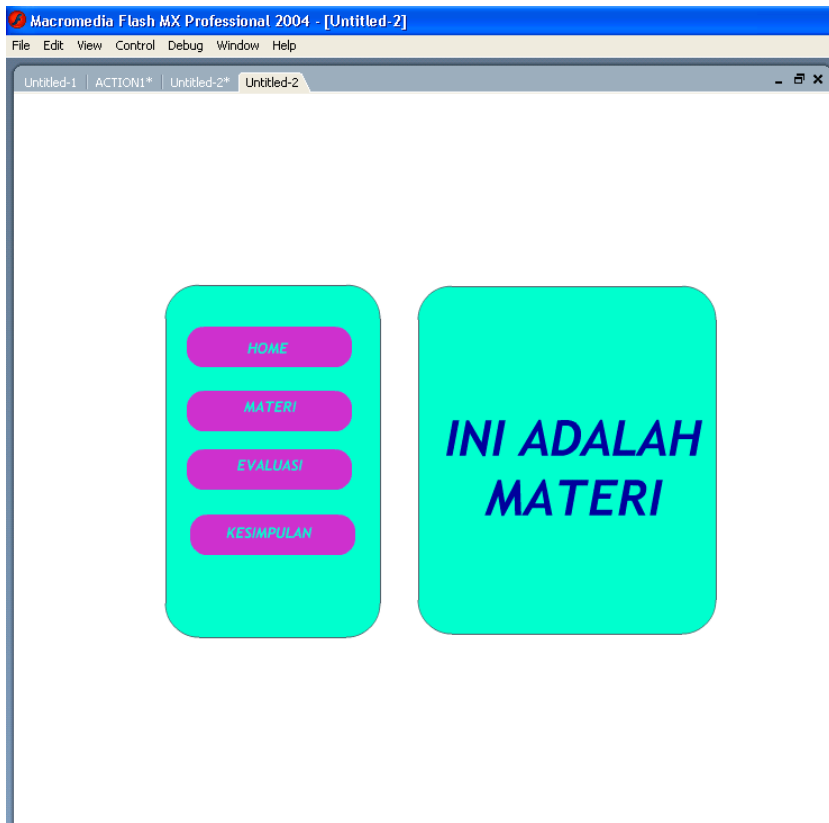 Macromedia Flash MX Professional 2004 - [Untitled-2]
File Edit View Control Debug Window Help
Untitled-1 ACTION1* Untitled-2* Untitled-2
HOME
MATERI
EVALUASI
KESIMPULAN
INI ADALAH
MATERI